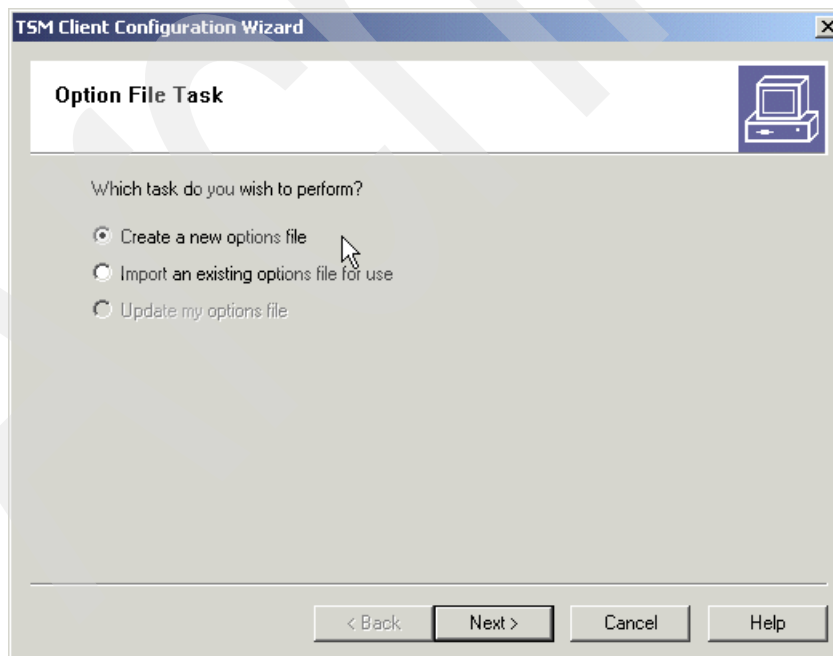 TSM Client Configuration Wizard
Option File Task
Which task do you wish to perform?
Create a new options file
Import an existing options file for use
Update my options file
< Back
Next >
Cancel
Help